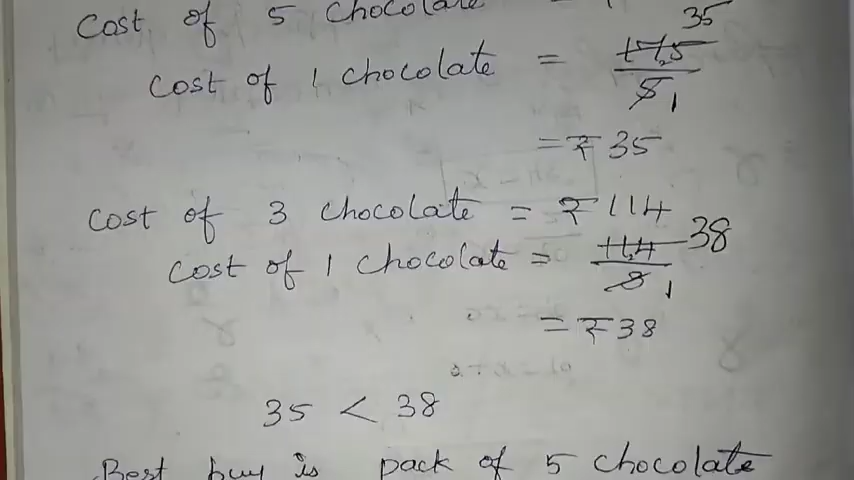 Cost of 5 chocolate =
Cost of 1 chocolate = 175/5 35 1
= ₹ 35
Cost of 3 chocolate = ₹ 114
Cost of 1 chocolate = 114/3 38 1
= ₹ 38
35 < 38
Best buy is pack of 5 chocolate